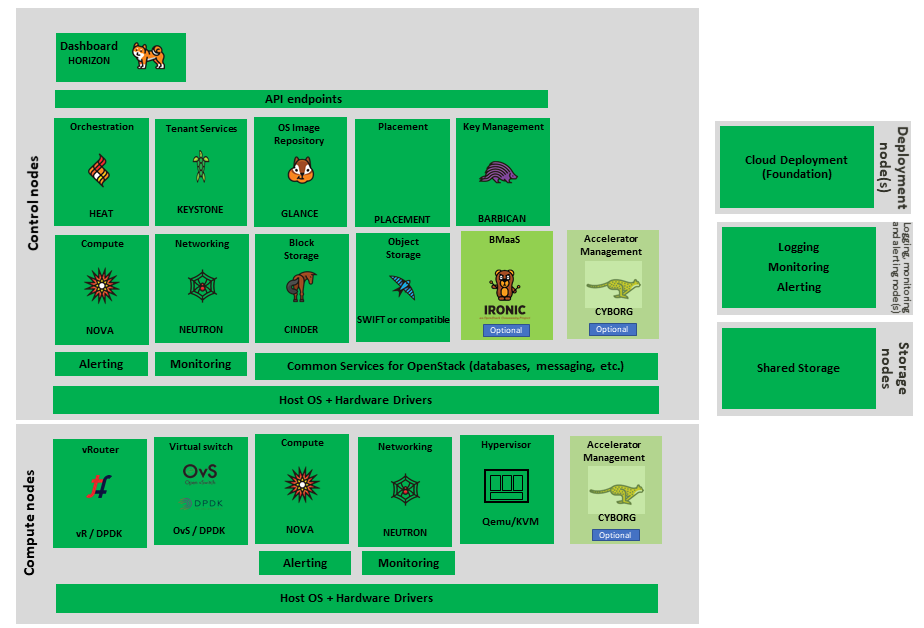 Dashboard
HORIZON
API endpoints
Control nodes
Orchestration
HEAT
Tenant Services
KEYSTONE
OS Image
Repository
GLANCE
Placement
PLACEMENT
Key Management
BARBICAN
Compute
NOVA
Networking
NEUTRON
Block
Storage
CINDER
Object
Storage
SWIFT or compatible
BMaaS
IRONIC
Optional
Accelerator
Management
CYBORG
Optional
Alerting
Monitoring
Common Services for OpenStack (databases, messaging, etc.)
Host OS + Hardware Drivers
Compute nodes
vRouter
vR / DPDK
Virtual switch
OvS
Open vSwitch
DPDK
OvS / DPDK
Compute
NOVA
Networking
NEUTRON
Hypervisor
Qemu/KVM
Accelerator
Management
CYBORG
Optional
Alerting
Monitoring
Host OS + Hardware Drivers
Cloud Deployment
(Foundation)
Deployment
node(s)
Logging
Monitoring
Alerting
Logging, monitoring
and alerting node(s)
Shared Storage
Storage
nodes